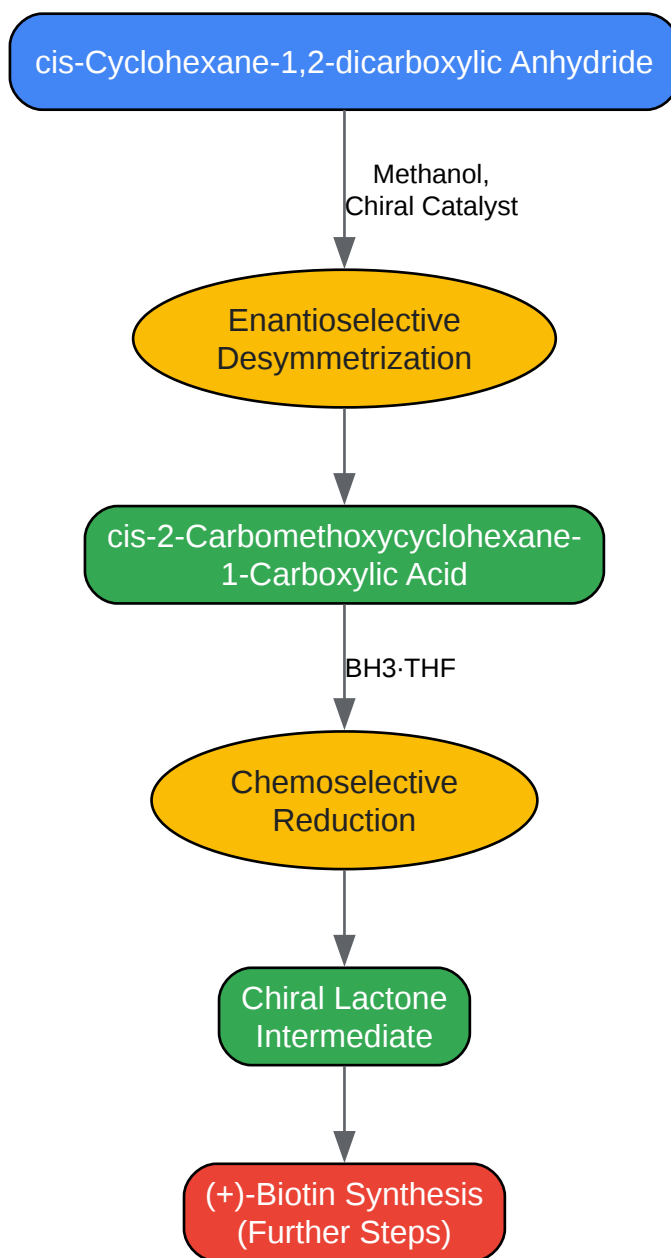 cis-Cyclohexane-1,2-dicarboxylic Anhydride
Methanol,
Chiral Catalyst
Enantioselective
Desymmetrization
cis-2-Carbomethoxycyclohexane-
1-Carboxylic Acid
BH3·THF
Chemoselective
Reduction
Chiral Lactone
Intermediate
(+)-Biotin Synthesis
(Further Steps)